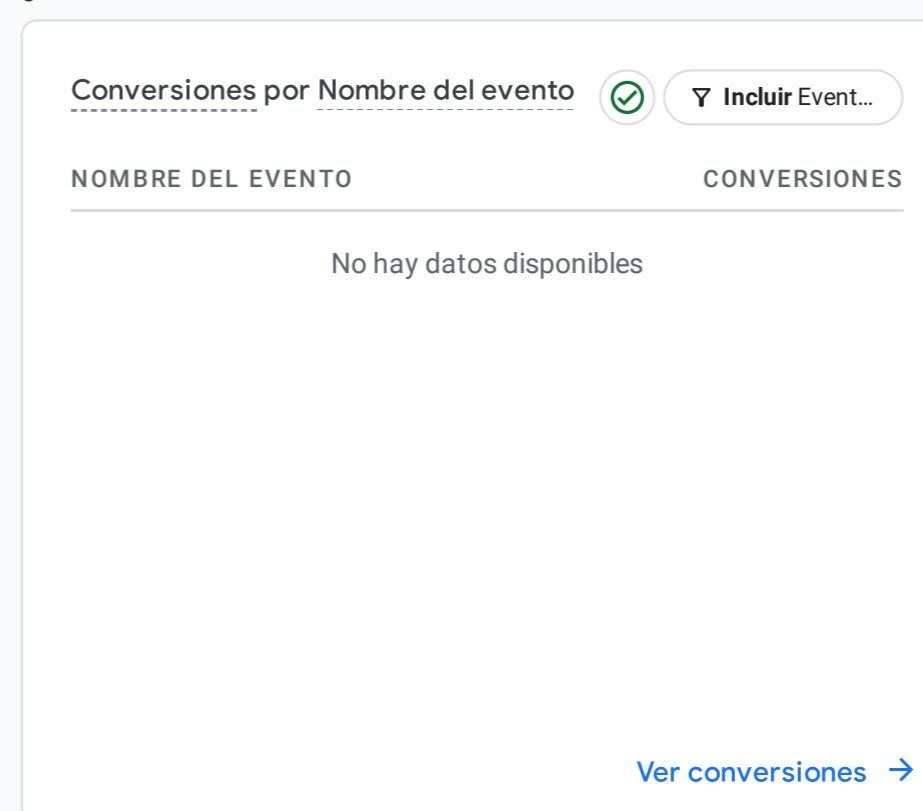 Conversiones por Nombre del evento
Incluir Event...
NOMBRE DEL EVENTO CONVERSIONES
No hay datos disponibles
Ver conversiones →